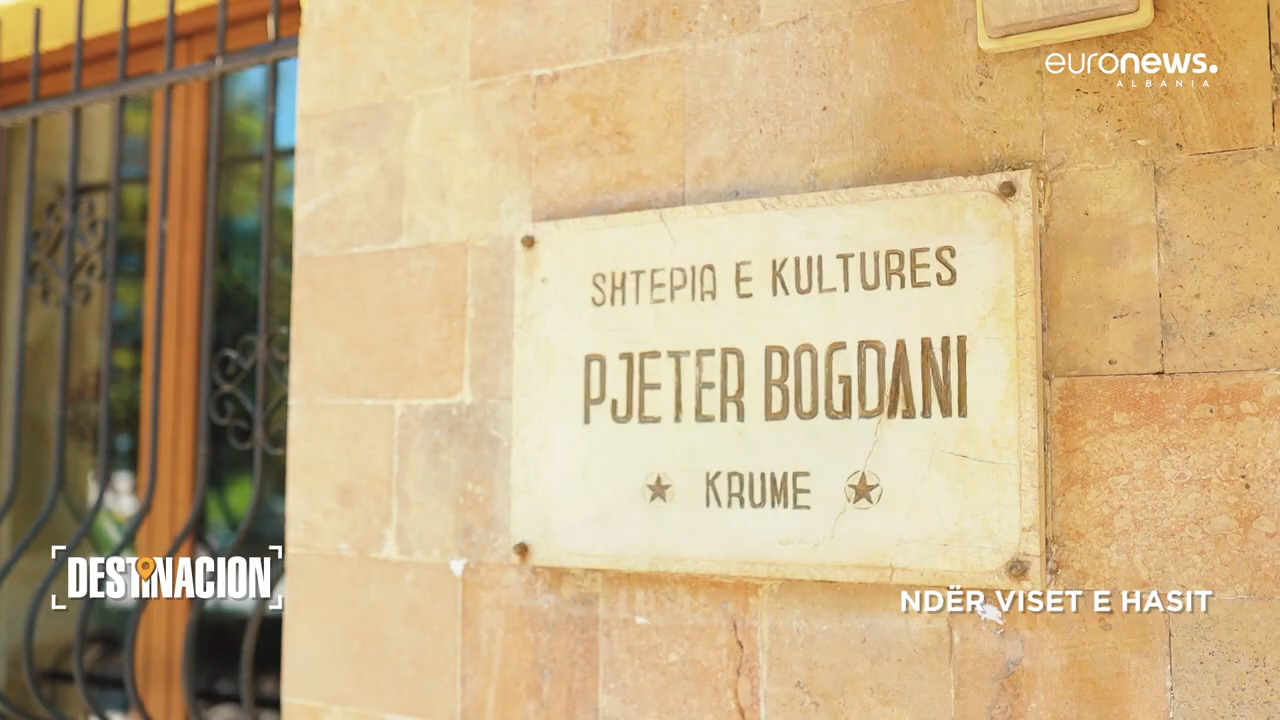 euronews.
ALBANIA
SHTEPIA E KULTURES
PJETER BOGDANI
KRUME
DESTINACION
NDËR VISET E HASIT